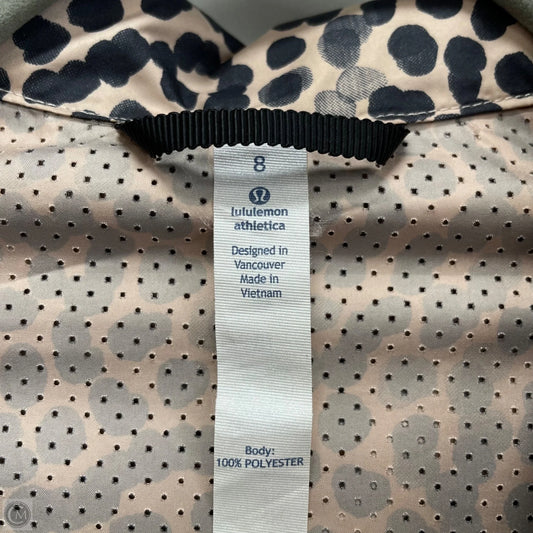 8
lululemon
athletica
Designed in
Vancouver
Made in
Vietnam
Body:
100% POLYESTER
M